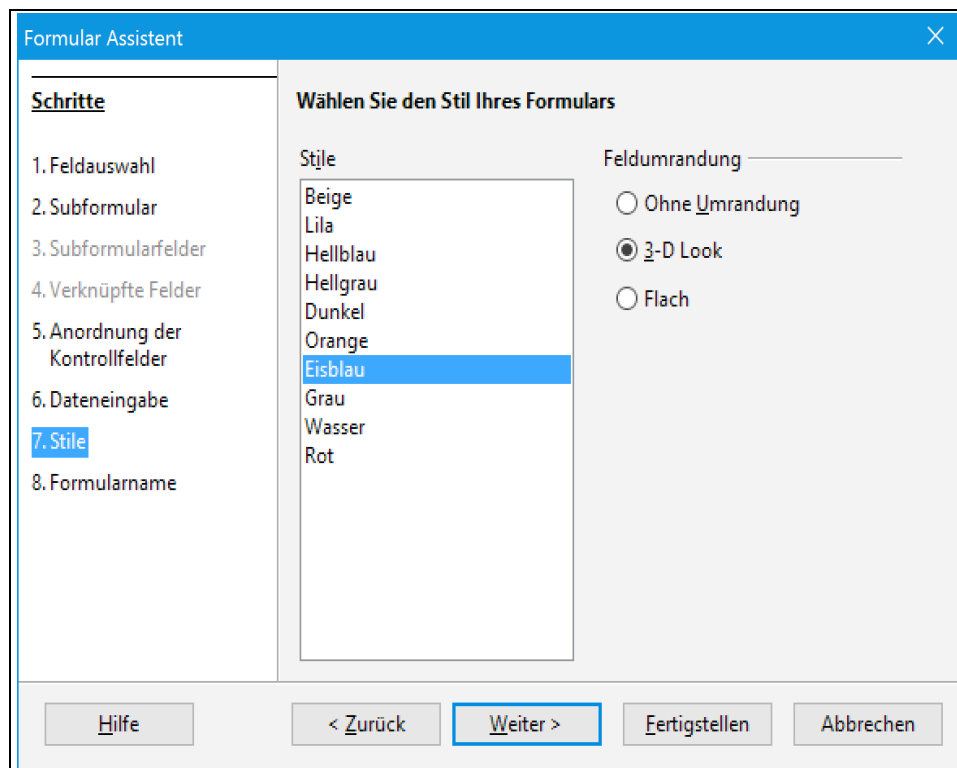 Formular Assistent
Schritte
1. Feldauswahl
2. Subformular
3. Subformularfelder
4. Verknüpfte Felder
5. Anordnung der
Kontrollfelder
6. Dateneingabe
7. Stile
8. Formularname
Wählen Sie den Stil Ihres Formulars
Stile
Beige
Lila
Hellblau
Hellgrau
Dunkel
Orange
Eisblau
Grau
Wasser
Rot
Feldumrandung
Ohne Umrandung
3-D Look
Flach
Hilfe
< Zurück
Weiter >
Fertigstellen
Abbrechen